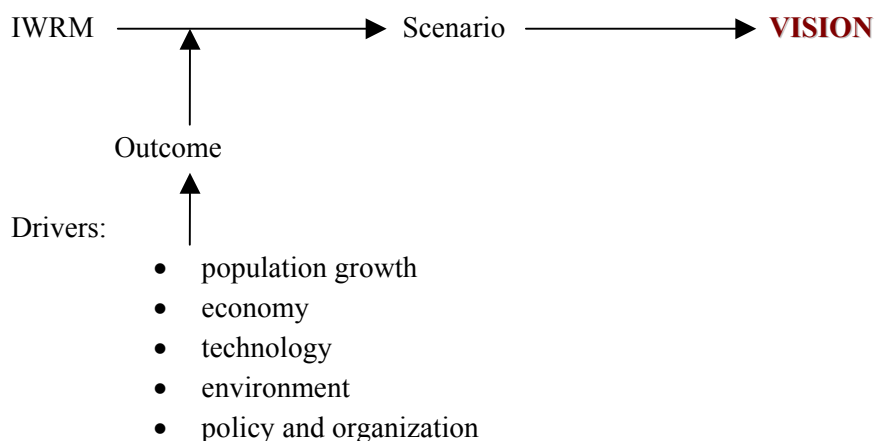 IWRM Scenario VISION
Outcome
Drivers:
• population growth
• economy
• technology
• environment
• policy and organization